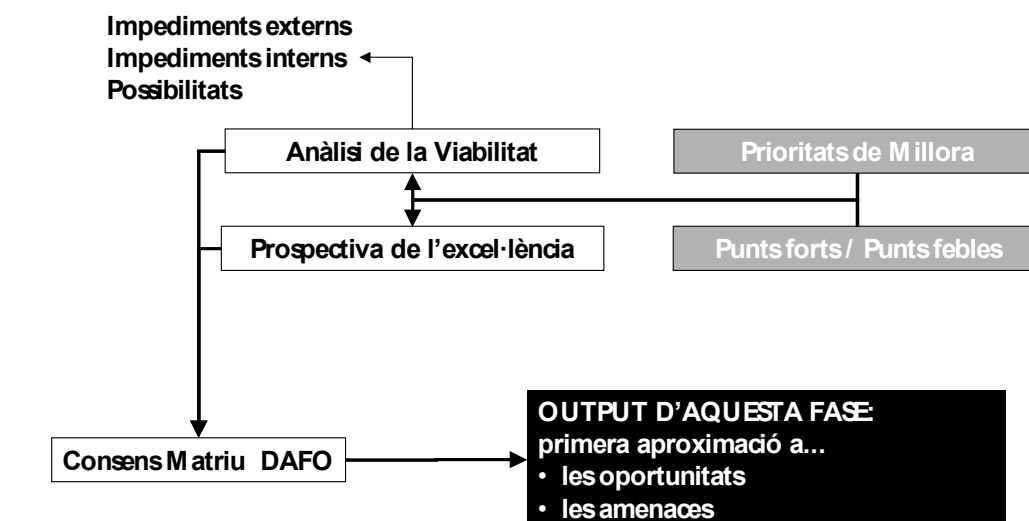 Impediments externs
Impediments interns
Possibilitats
Anàlisi de la Viabilitat
Prioritats de Millora
Prospectiva de l'excel·lència
Punts forts / Punts febles
Consens Matriu DAFO
OUTPUT D'AQUESTA FASE:
primera aproximació a...
• les oportunitats
• les amenaces